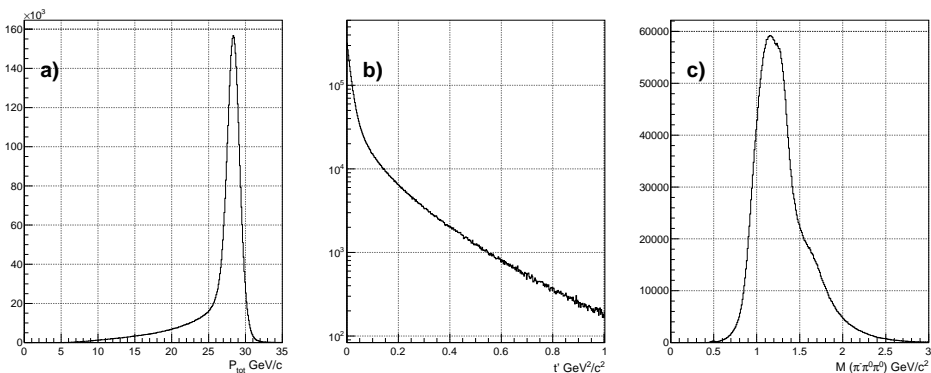 ×10³
160
140
120
100
80
60
40
20
0
a)
0 5 10 15 20 25 30 35
P_tot GeV/c
10⁵
10⁴
10³
10²
b)
0 0.2 0.4 0.6 0.8 1
t' GeV²/c²
60000
50000
40000
30000
20000
10000
0
c)
0 0.5 1 1.5 2 2.5 3
M (π⁻π⁰π⁰) GeV/c²